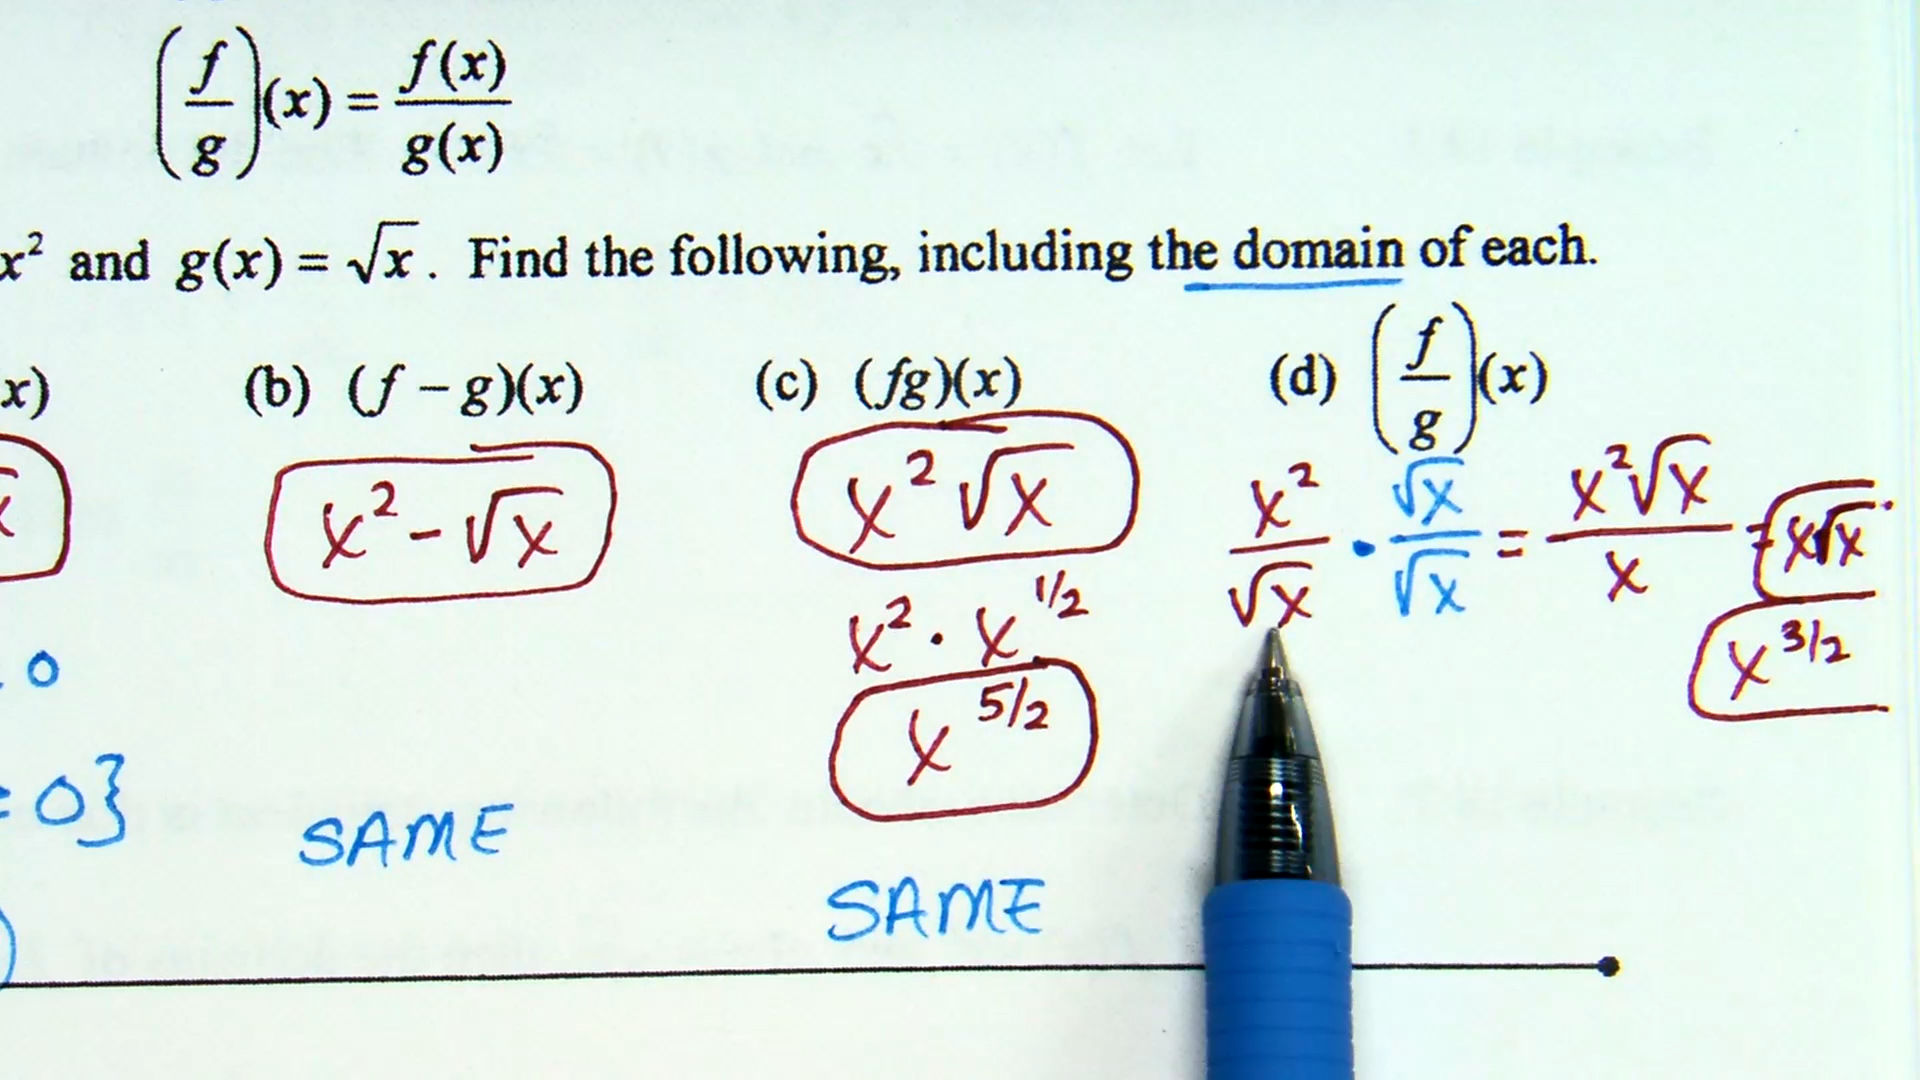 (f/g)(x) = f(x)/g(x)
x² and g(x) = √x. Find the following, including the domain of each.
x) (b) (f − g)(x) (c) (fg)(x) (d) (f/g)(x)
x² − √x
x²√x
x²/√x · √x/√x = x²√x/x = x√x
x² · x^1/2
x^3/2
0
x^5/2
= 0}
SAME
SAME